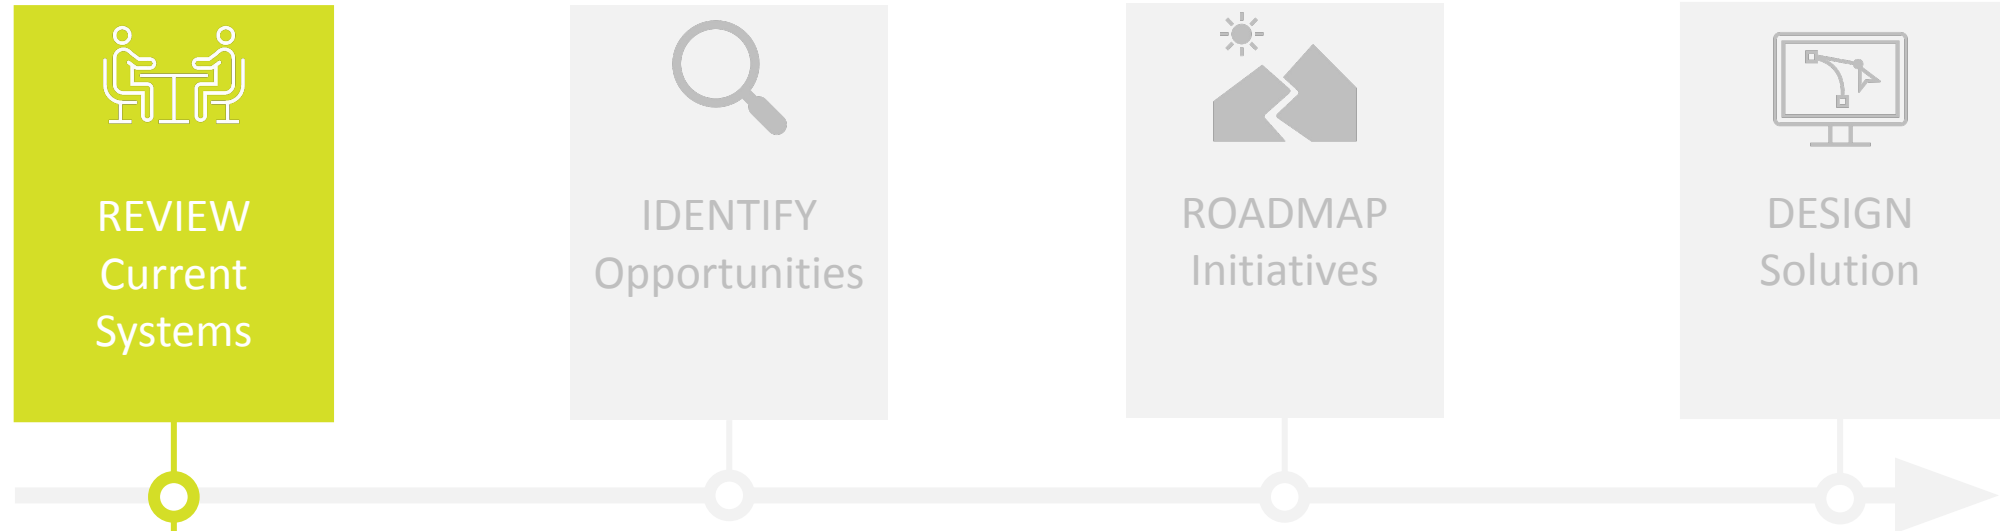 REVIEW
Current
Systems
IDENTIFY
Opportunities
ROADMAP
Initiatives
DESIGN
Solution